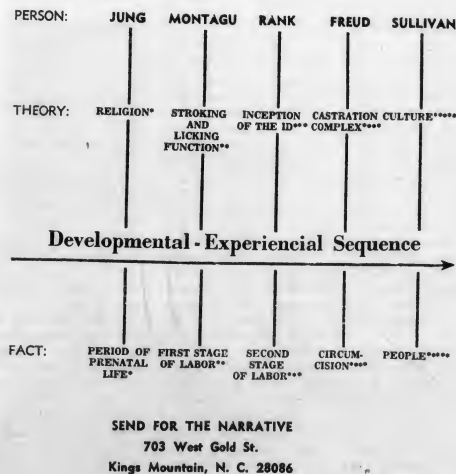 PERSON: JUNG MONTAGU RANK FREUD SULLIVAN
THEORY: RELIGION* STROKING INCEPTION CASTRATION CULTURE*****
AND OF THE ID*** COMPLEX****
LICKING
FUNCTION**
Developmental - Experiencial Sequence
FACT: PERIOD OF FIRST STAGE SECOND CIRCUM- PEOPLE*****
PRENATAL OF LABOR** STAGE CISION****
LIFE* OF LABOR***
SEND FOR THE NARRATIVE
703 West Gold St.
Kings Mountain, N. C. 28086